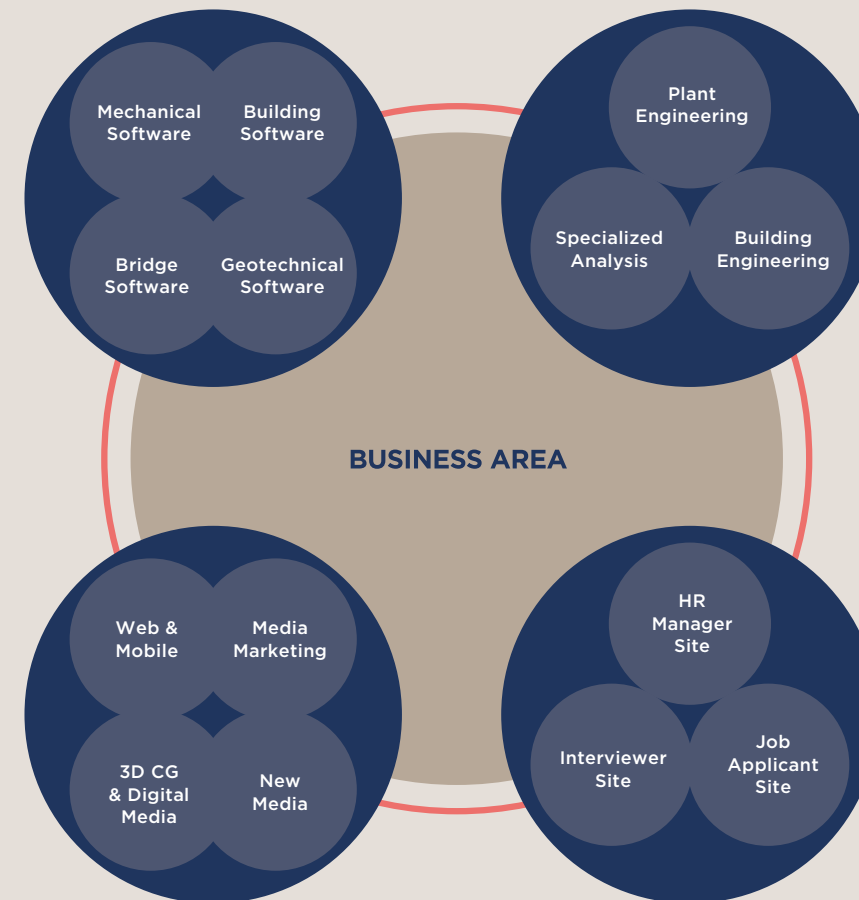 Mechanical
Software
Building
Software
Bridge
Software
Geotechnical
Software
Plant
Engineering
Specialized
Analysis
Building
Engineering
BUSINESS AREA
Web &
Mobile
Media
Marketing
3D CG
& Digital
Media
New
Media
HR
Manager
Site
Interviewer
Site
Job
Applicant
Site